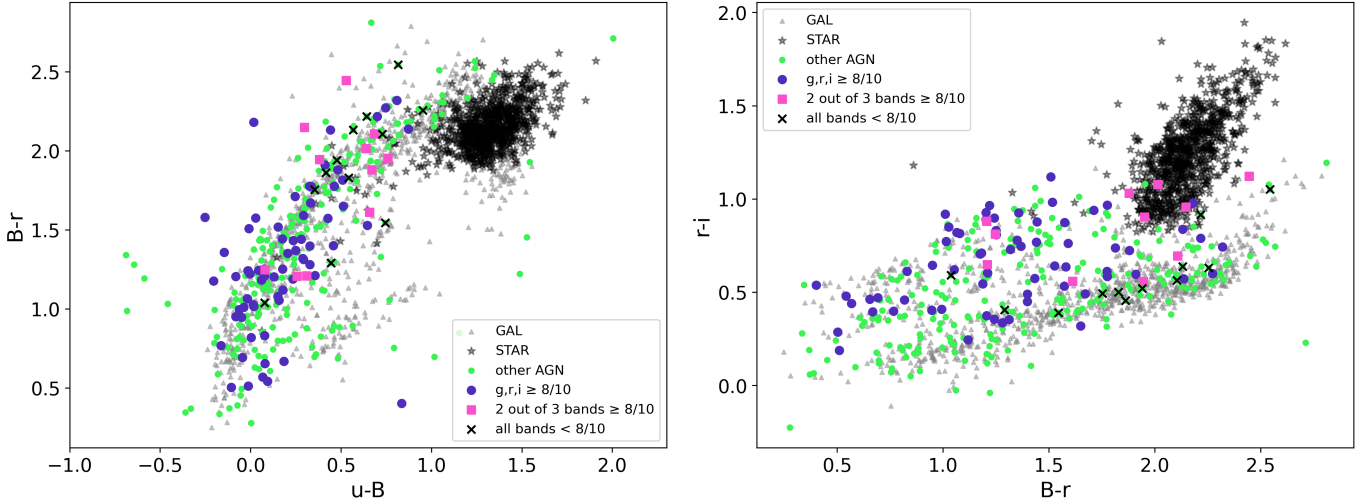 2.5
2.0
1.5
1.0
0.5
B-r
−1.0
−0.5
0.0
0.5
1.0
1.5
2.0
u-B
GAL
STAR
other AGN
g,r,i ≥ 8/10
2 out of 3 bands ≥ 8/10
all bands < 8/10
2.0
1.5
1.0
0.5
0.0
r-i
0.5
1.0
1.5
2.0
2.5
B-r
GAL
STAR
other AGN
g,r,i ≥ 8/10
2 out of 3 bands ≥ 8/10
all bands < 8/10